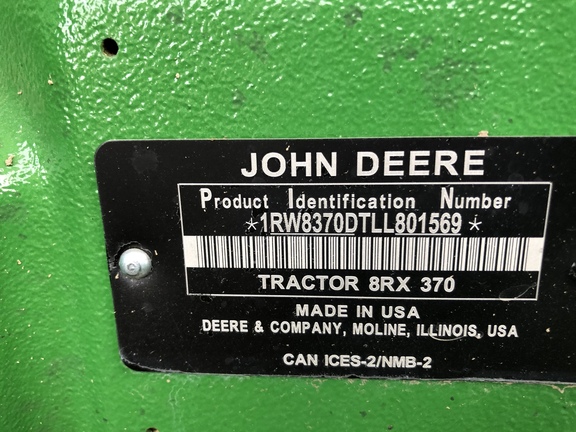 JOHN DEERE
Product Identification Number
*1RW8370DTLL801569*
TRACTOR 8RX 370
MADE IN USA
DEERE & COMPANY, MOLINE, ILLINOIS, USA
CAN ICES-2/NMB-2